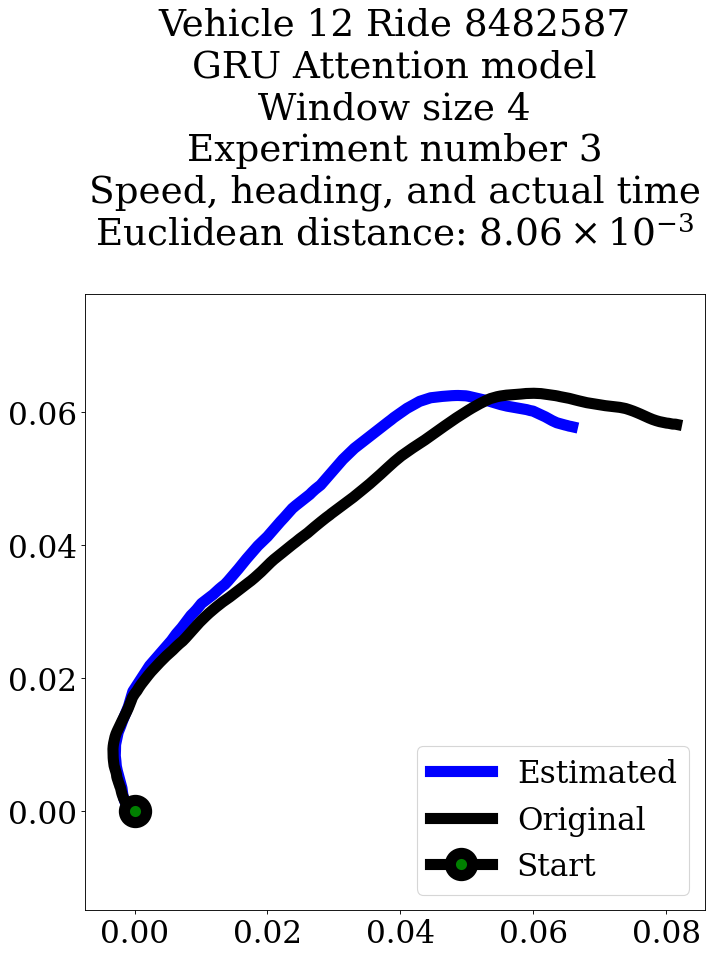 Vehicle 12 Ride 8482587
GRU Attention model
Window size 4
Experiment number 3
Speed, heading, and actual time
Euclidean distance: 8.06 × 10⁻³
0.06
0.04
0.02
0.00
Estimated
Original
Start
0.00 0.02 0.04 0.06 0.08